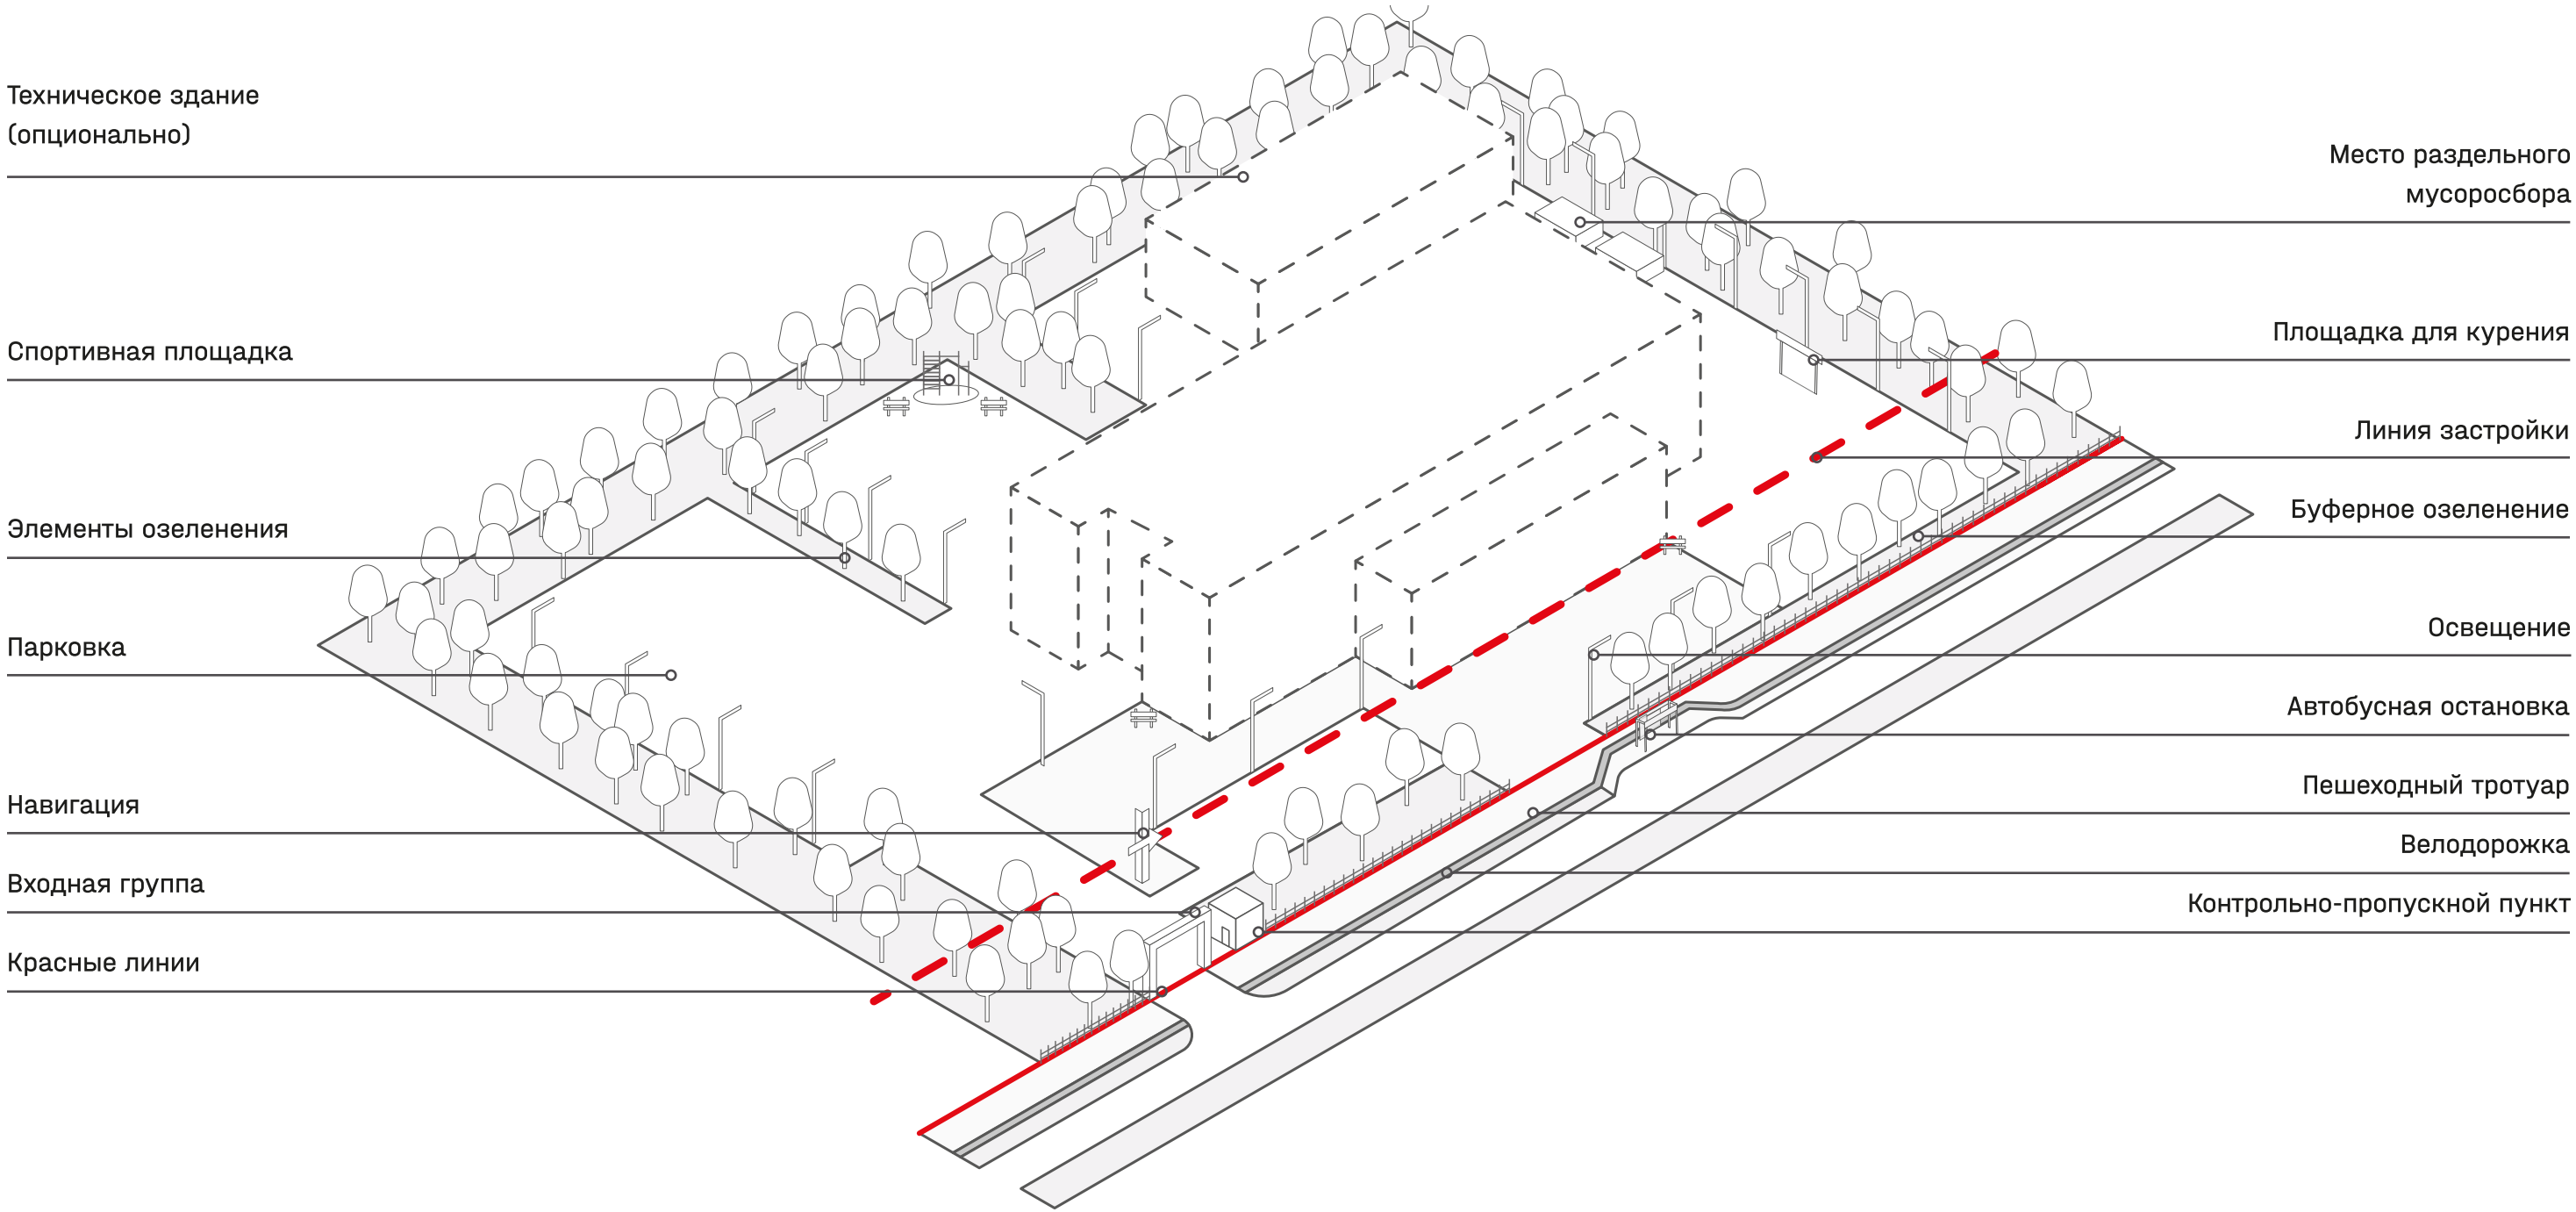 Техническое здание
(опционально)
Спортивная площадка
Элементы озеленения
Парковка
Навигация
Входная группа
Красные линии
Место раздельного
мусоросбора
Площадка для курения
Линия застройки
Буферное озеленение
Освещение
Автобусная остановка
Пешеходный тротуар
Велодорожка
Контрольно-пропускной пункт